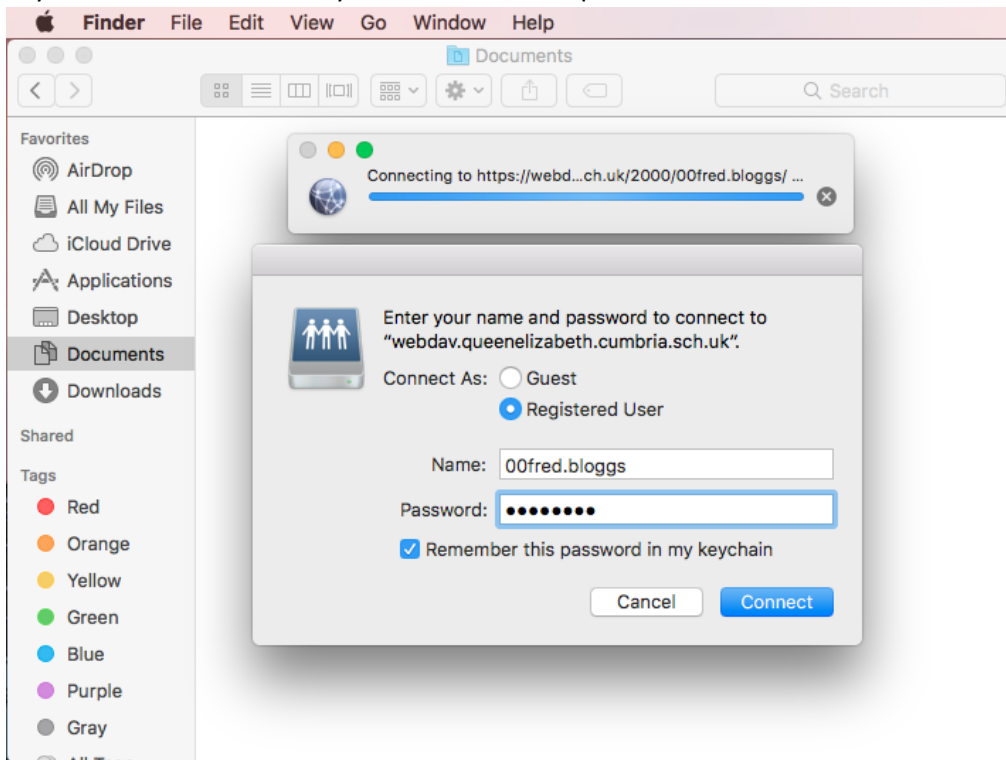 Finder File Edit View Go Window Help
Documents
Search
Favorites
AirDrop
All My Files
iCloud Drive
Applications
Desktop
Documents
Downloads
Shared
Tags
Red
Orange
Yellow
Green
Blue
Purple
Gray
Connecting to https://webd...ch.uk/2000/00fred.bloggs/ ...
Enter your name and password to connect to
“webdav.queenelizabeth.cumbria.sch.uk”.
Connect As: Guest
Registered User
Name: 00fred.bloggs
Password: ••••••••
Remember this password in my keychain
Cancel Connect